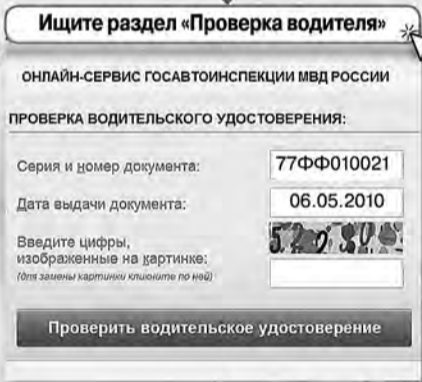 Ищите раздел «Проверка водителя»
ОНЛАЙН-СЕРВИС ГОСАВТОИНСПЕКЦИИ МВД РОССИИ
ПРОВЕРКА ВОДИТЕЛЬСКОГО УДОСТОВЕРЕНИЯ:
Серия и номер документа: 77ФФ010021
Дата выдачи документа: 06.05.2010
Введите цифры,
изображенные на картинке:
(для замены картинки кликните по ней)
Проверить водительское удостоверение